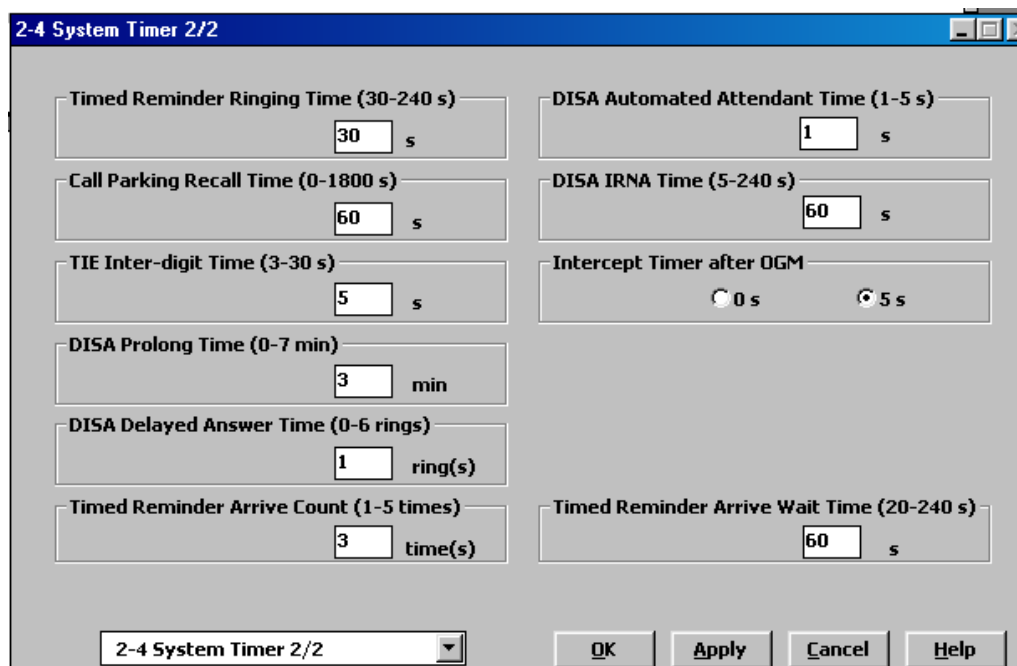 2-4 System Timer 2/2
Timed Reminder Ringing Time (30-240 s)
30 s
DISA Automated Attendant Time (1-5 s)
1 s
Call Parking Recall Time (0-1800 s)
60 s
DISA IRNA Time (5-240 s)
60 s
TIE Inter-digit Time (3-30 s)
5 s
Intercept Timer after OGM
0 s 5 s
DISA Prolong Time (0-7 min)
3 min
DISA Delayed Answer Time (0-6 rings)
1 ring(s)
Timed Reminder Arrive Count (1-5 times)
3 time(s)
Timed Reminder Arrive Wait Time (20-240 s)
60 s
2-4 System Timer 2/2
OK Apply Cancel Help